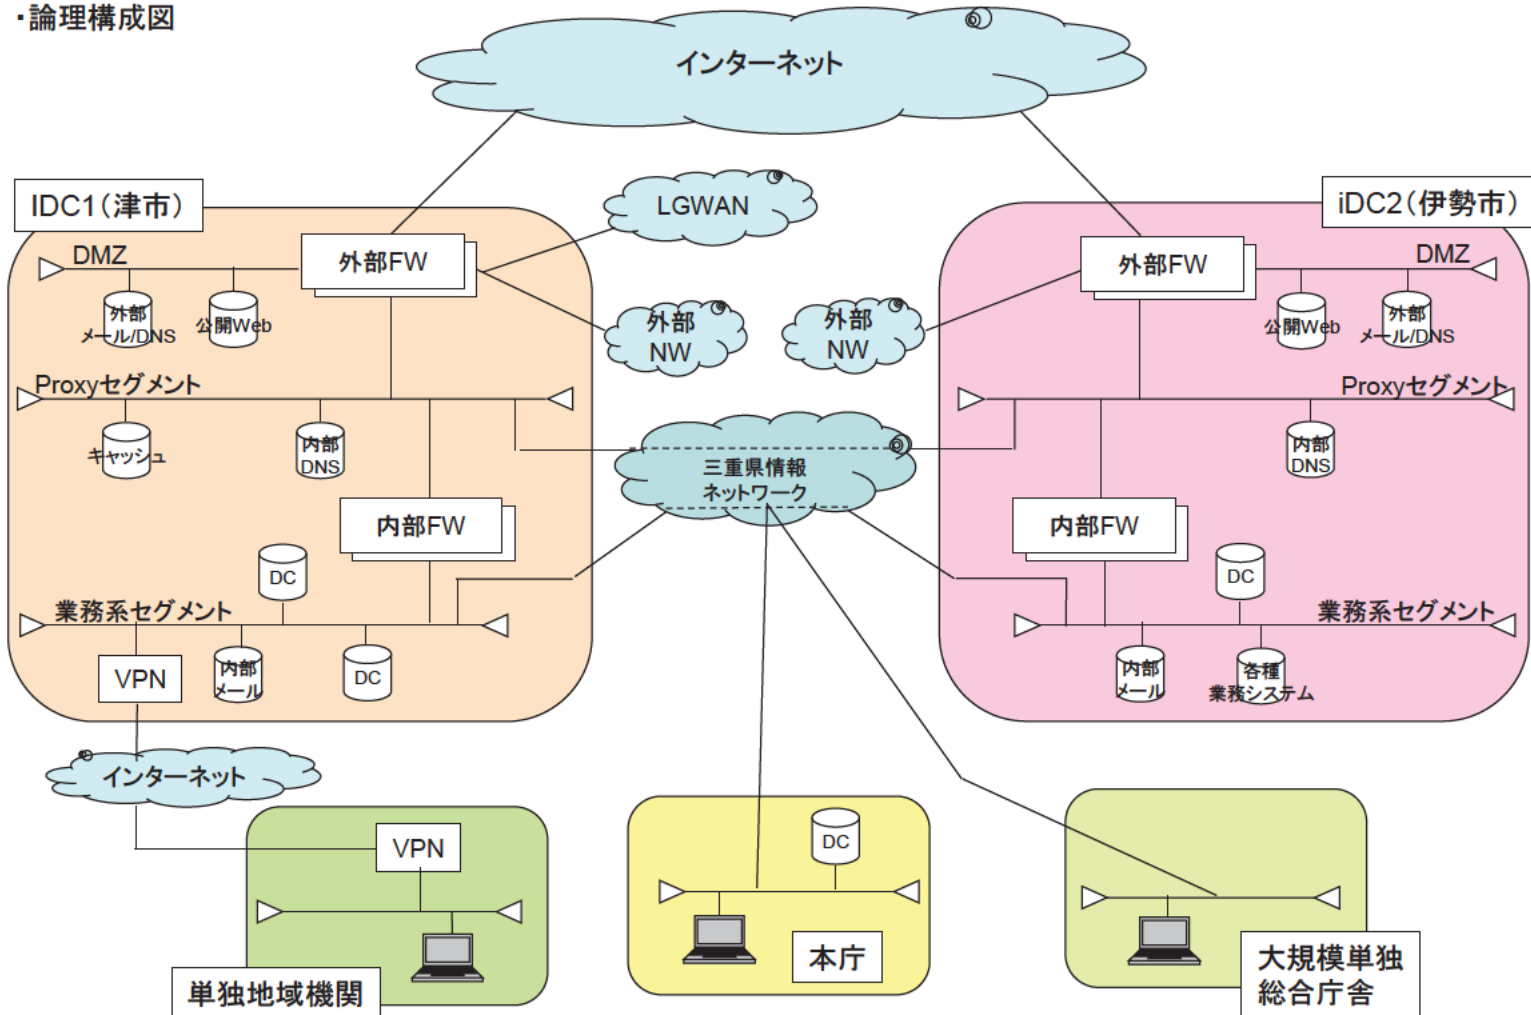 ・論理構成図
インターネット
IDC1（津市）
LGWAN
iDC2（伊勢市）
DMZ
外部FW
外部FW
DMZ
外部
メール/DNS
公開Web
外部
NW
外部
NW
公開Web
外部
メール/DNS
Proxyセグメント
Proxyセグメント
キャッシュ
内部
DNS
三重県情報
ネットワーク
内部
DNS
内部FW
内部FW
DC
DC
業務系セグメント
業務系セグメント
VPN
内部
メール
DC
内部
メール
各種
業務システム
インターネット
VPN
DC
本庁
単独地域機関
大規模単独
総合庁舎